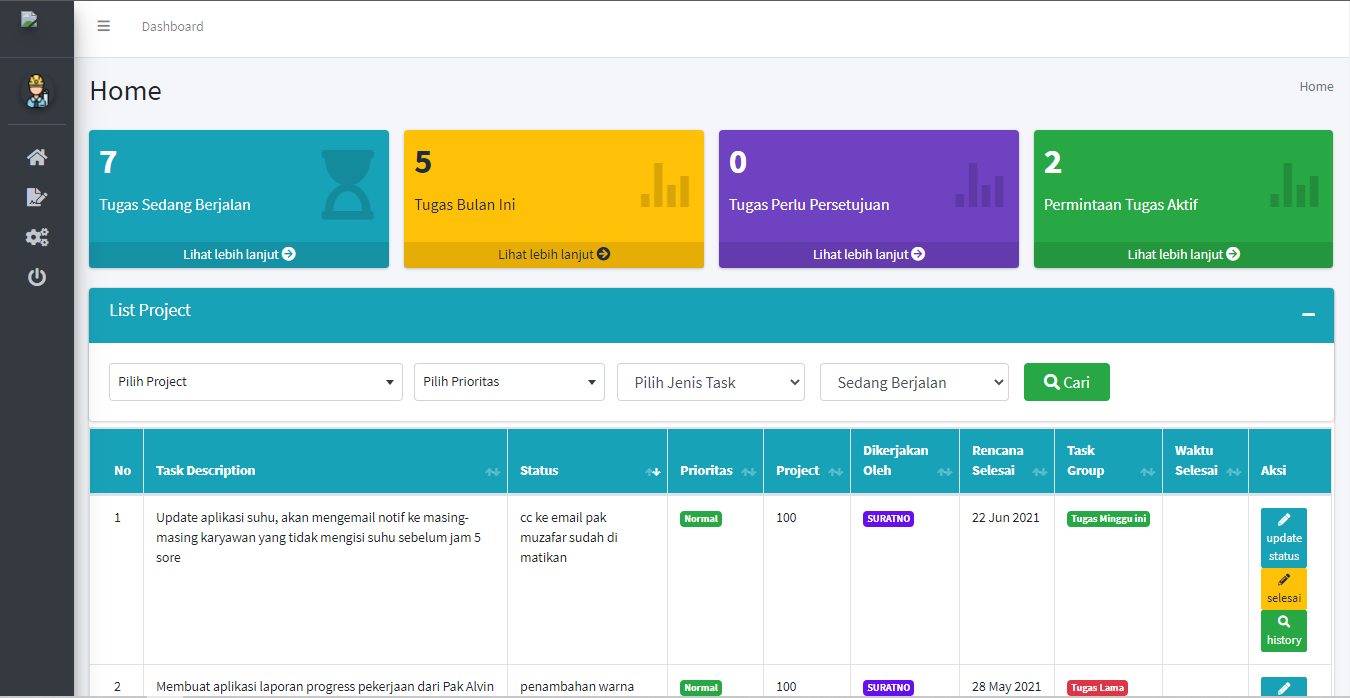 Dashboard
Home
Home
7
Tugas Sedang Berjalan
Lihat lebih lanjut
5
Tugas Bulan Ini
Lihat lebih lanjut
0
Tugas Perlu Persetujuan
Lihat lebih lanjut
2
Permintaan Tugas Aktif
Lihat lebih lanjut
List Project
Pilih Project
Pilih Prioritas
Pilih Jenis Task
Sedang Berjalan
Cari
No
Task Description
Status
Prioritas
Project
Dikerjakan
Oleh
Rencana
Selesai
Task
Group
Waktu
Selesai
Aksi
1
Update aplikasi suhu, akan mengemail notif ke masing-
masing karyawan yang tidak mengisi suhu sebelum jam 5
sore
cc ke email pak
muzafar sudah di
matikan
Normal
100
SURATNO
22 Jun 2021
Tugas Minggu ini
update
status
selesai
history
2
Membuat aplikasi laporan progress pekerjaan dari Pak Alvin
penambahan warna
Normal
100
SURATNO
28 May 2021
Tugas Lama